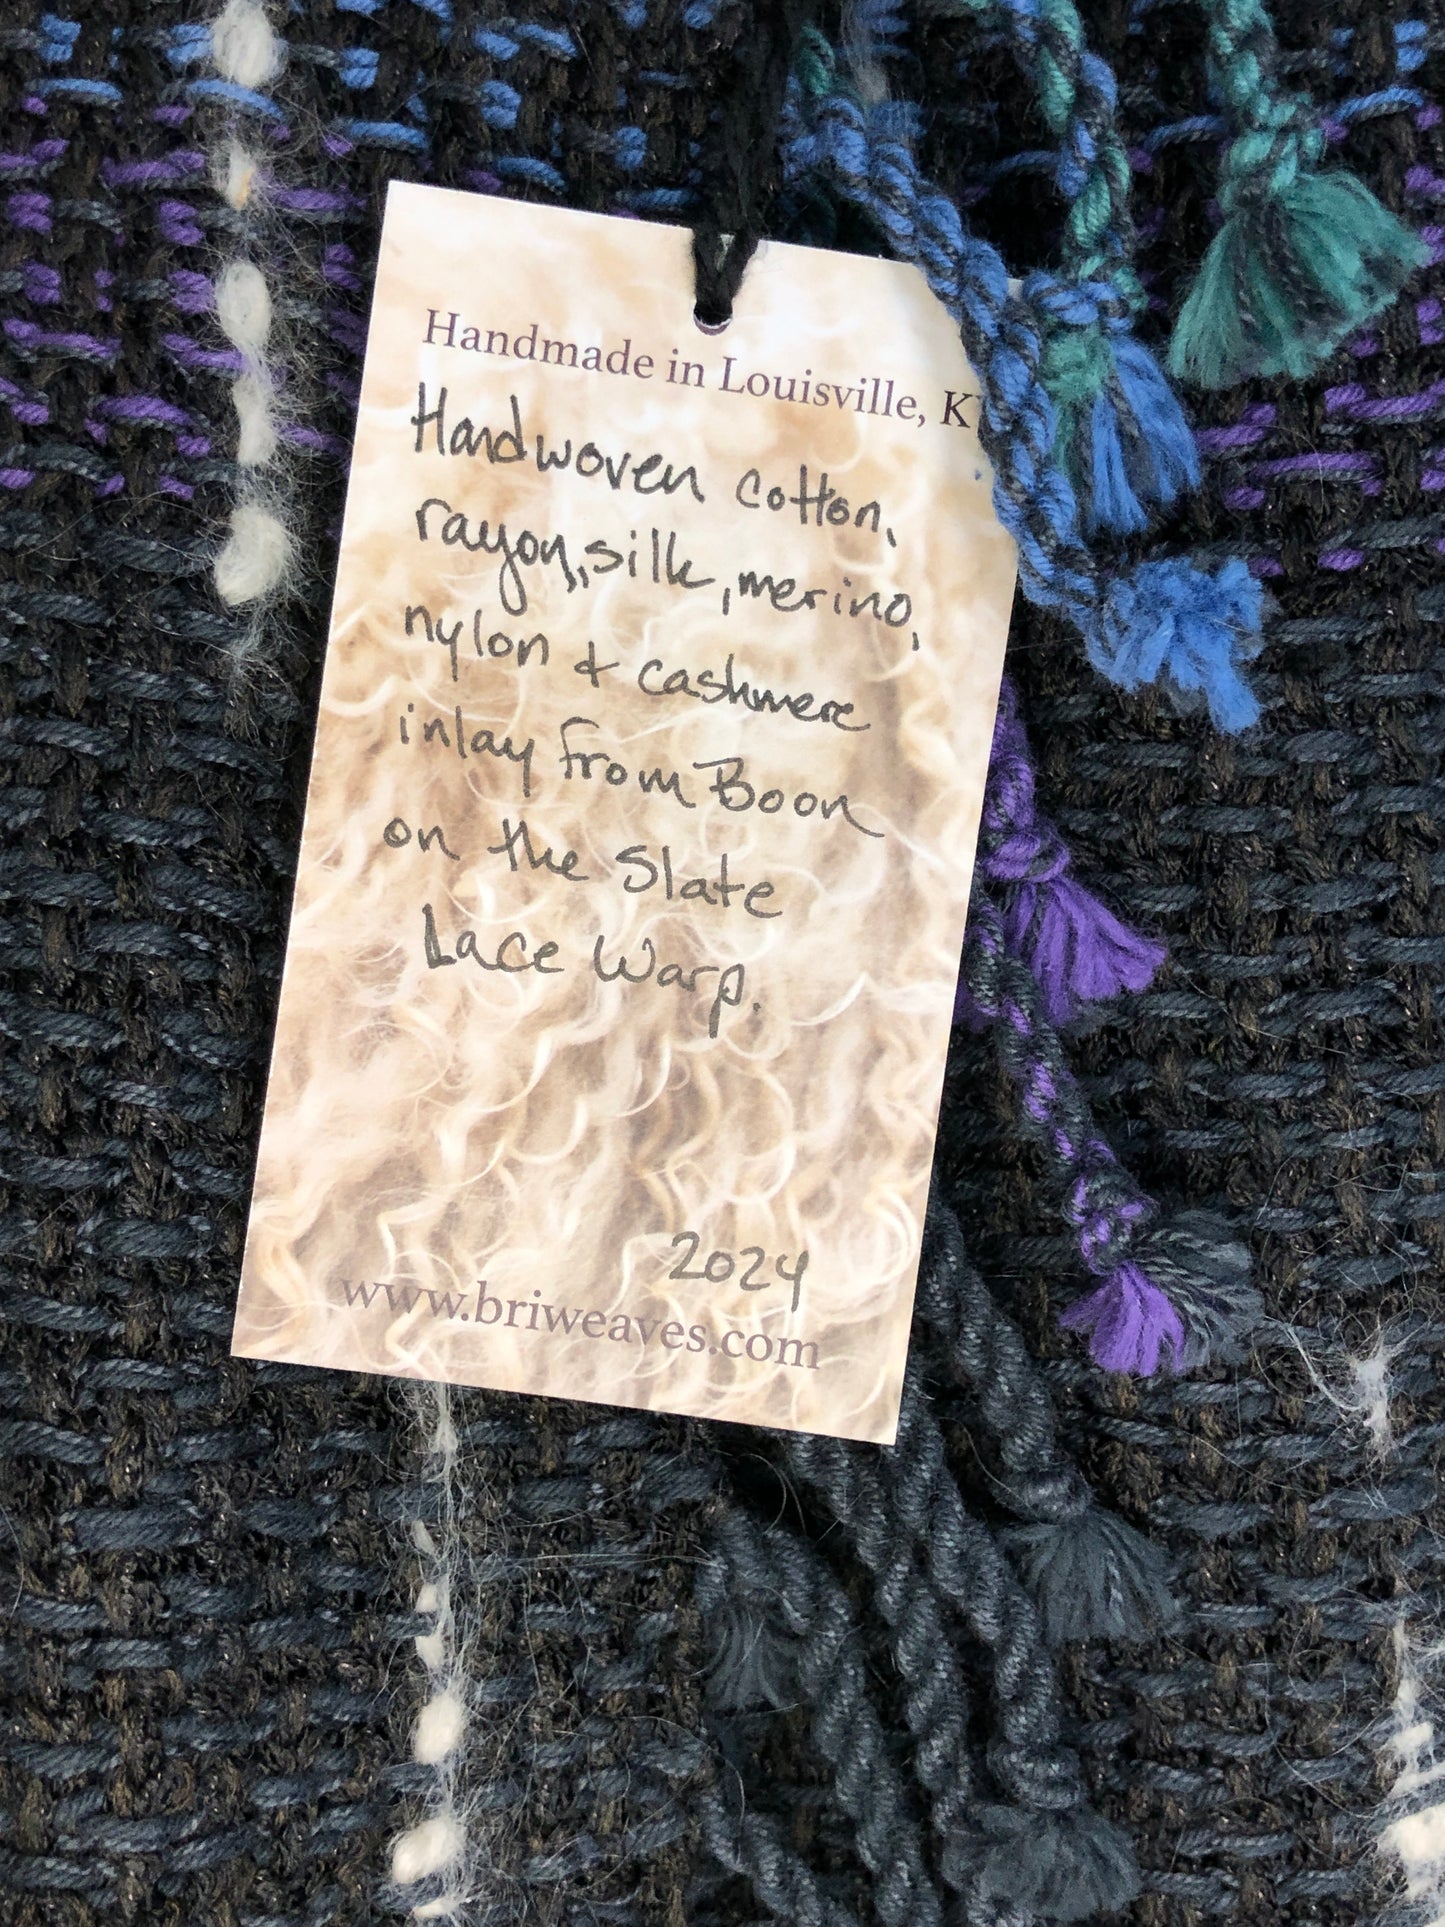 Handmade in Louisville, K
Handwoven cotton,
rayon, silk, merino,
nylon & cashmere
inlay from Boon
on the Slate
Lace Warp.
2024
www.briweaves.com